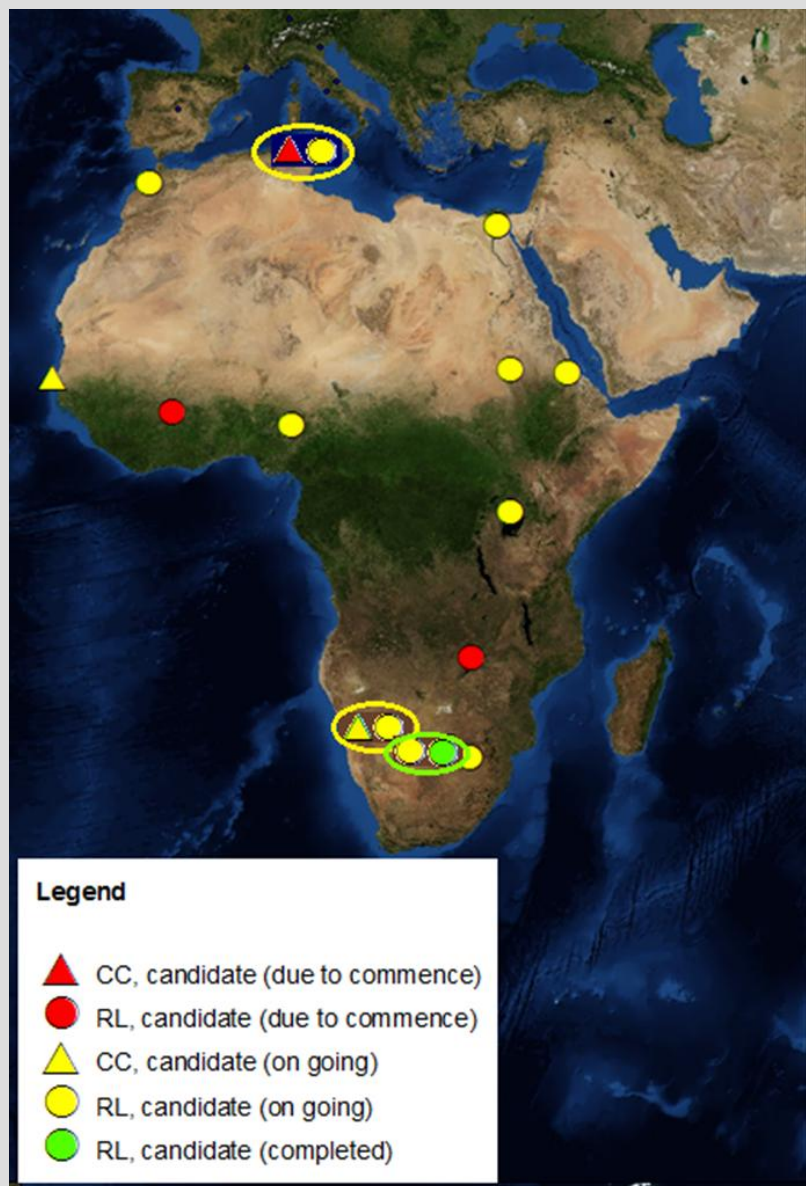 Legend
CC, candidate (due to commence)
RL, candidate (due to commence)
CC, candidate (on going)
RL, candidate (on going)
RL, candidate (completed)